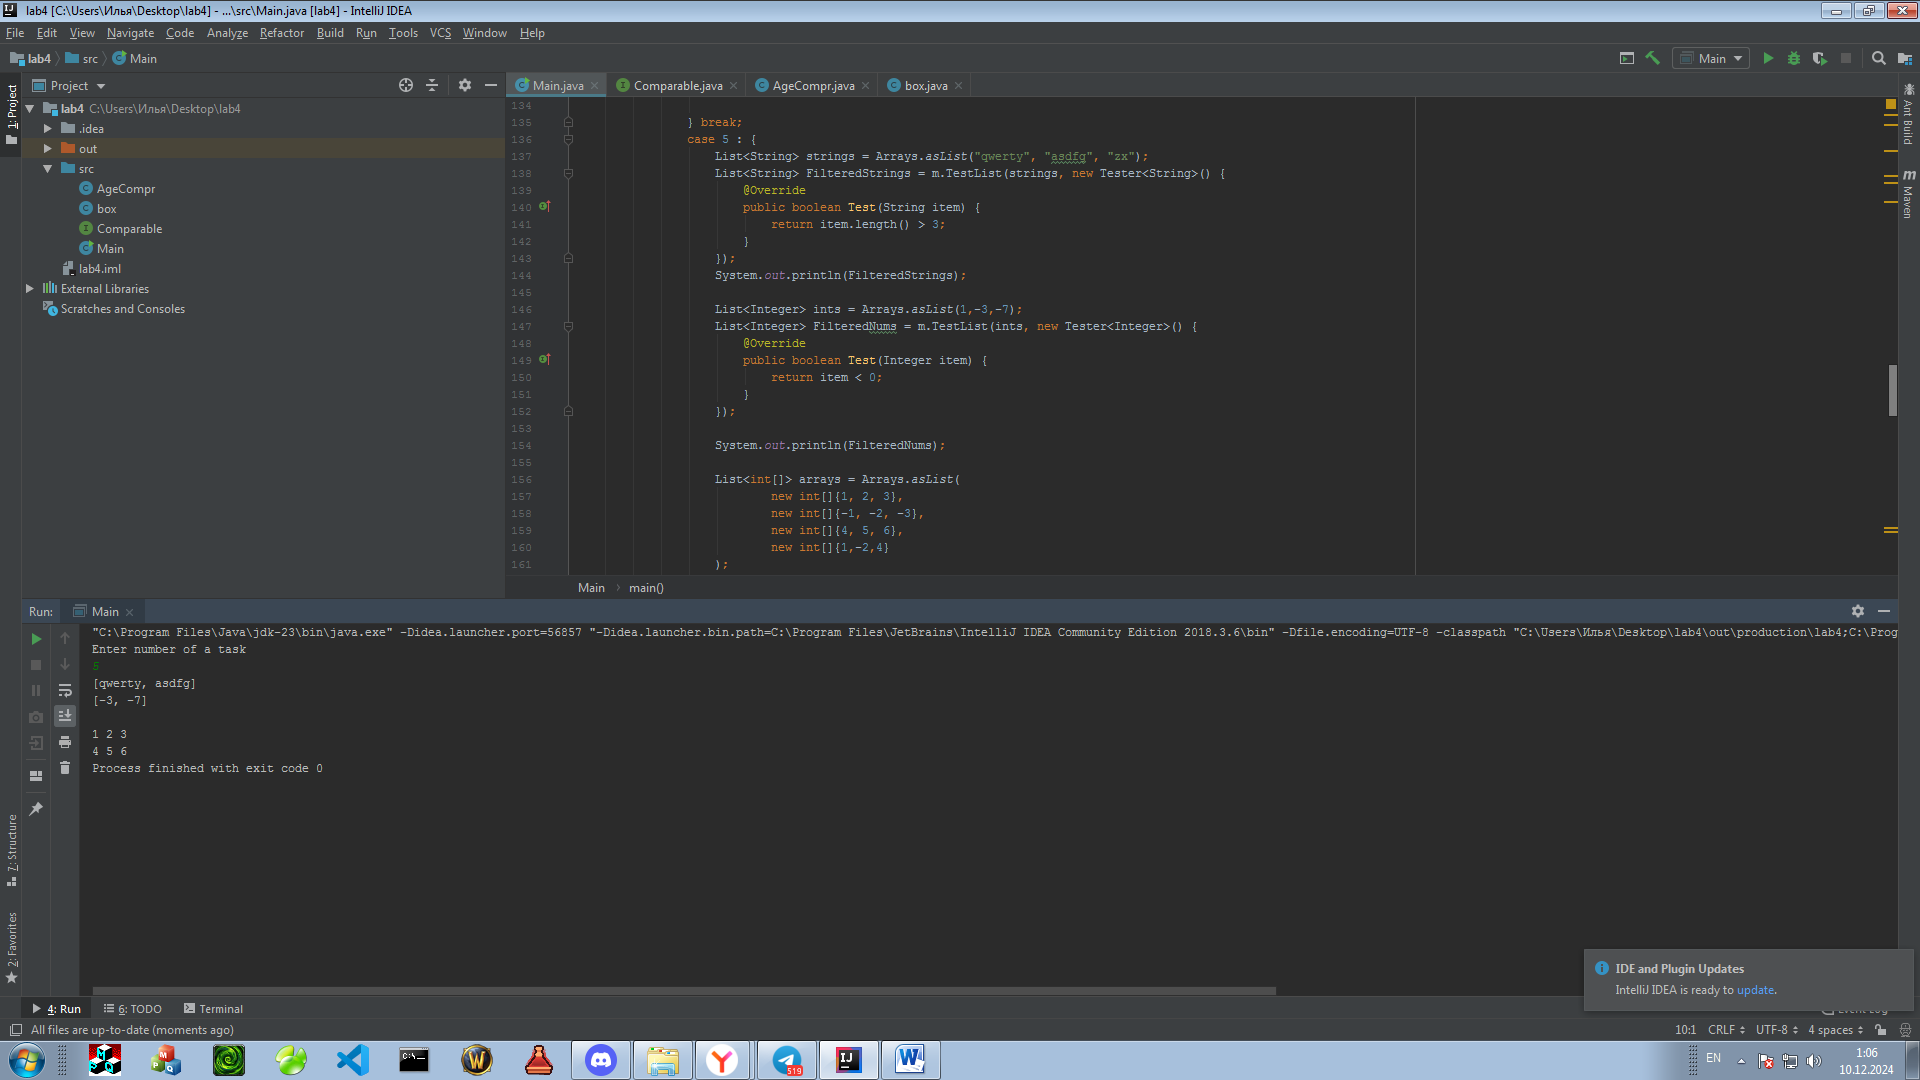 lab4 [C:\Users\Илья\Desktop\lab4] - ...\src\Main.java [lab4] - IntelliJ IDEA
File Edit View Navigate Code Analyze Refactor Build Run Tools VCS Window Help
lab4 src Main
Main
Project
Main.java Comparable.java AgeCompr.java box.java
1: Project
lab4 C:\Users\Илья\Desktop\lab4
.idea
out
src
AgeCompr
box
Comparable
Main
lab4.iml
External Libraries
Scratches and Consoles
134
135 } break;
136 case 5 : {
137 List<String> strings = Arrays.asList("qwerty", "asdfg", "zx");
138 List<String> FilteredStrings = m.TestList(strings, new Tester<String>() {
139 @Override
140 public boolean Test(String item) {
141 return item.length() > 3;
142 }
143 });
144 System.out.println(FilteredStrings);
145
146 List<Integer> ints = Arrays.asList(1,-3,-7);
147 List<Integer> FilteredNums = m.TestList(ints, new Tester<Integer>() {
148 @Override
149 public boolean Test(Integer item) {
150 return item < 0;
151 }
152 });
153
154 System.out.println(FilteredNums);
155
156 List<int[]> arrays = Arrays.asList(
157 new int[]{1, 2, 3},
158 new int[]{-1, -2, -3},
159 new int[]{4, 5, 6},
160 new int[]{1,-2,4}
161 );
Main main()
Ant Build
m Maven
Run: Main
"C:\Program Files\Java\jdk-23\bin\java.exe" -Didea.launcher.port=56857 "-Didea.launcher.bin.path=C:\Program Files\JetBrains\IntelliJ IDEA Community Edition 2018.3.6\bin" -Dfile.encoding=UTF-8 -classpath "C:\Users\Илья\Desktop\lab4\out\production\lab4;C:\Prog
Enter number of a task
5
[qwerty, asdfg]
[-3, -7]
1 2 3
4 5 6
Process finished with exit code 0
7: Structure
2: Favorites
IDE and Plugin Updates
IntelliJ IDEA is ready to update.
4: Run 6: TODO Terminal
All files are up-to-date (moments ago)
10:1 CRLF UTF-8 4 spaces
519
EN
1:06
10.12.2024